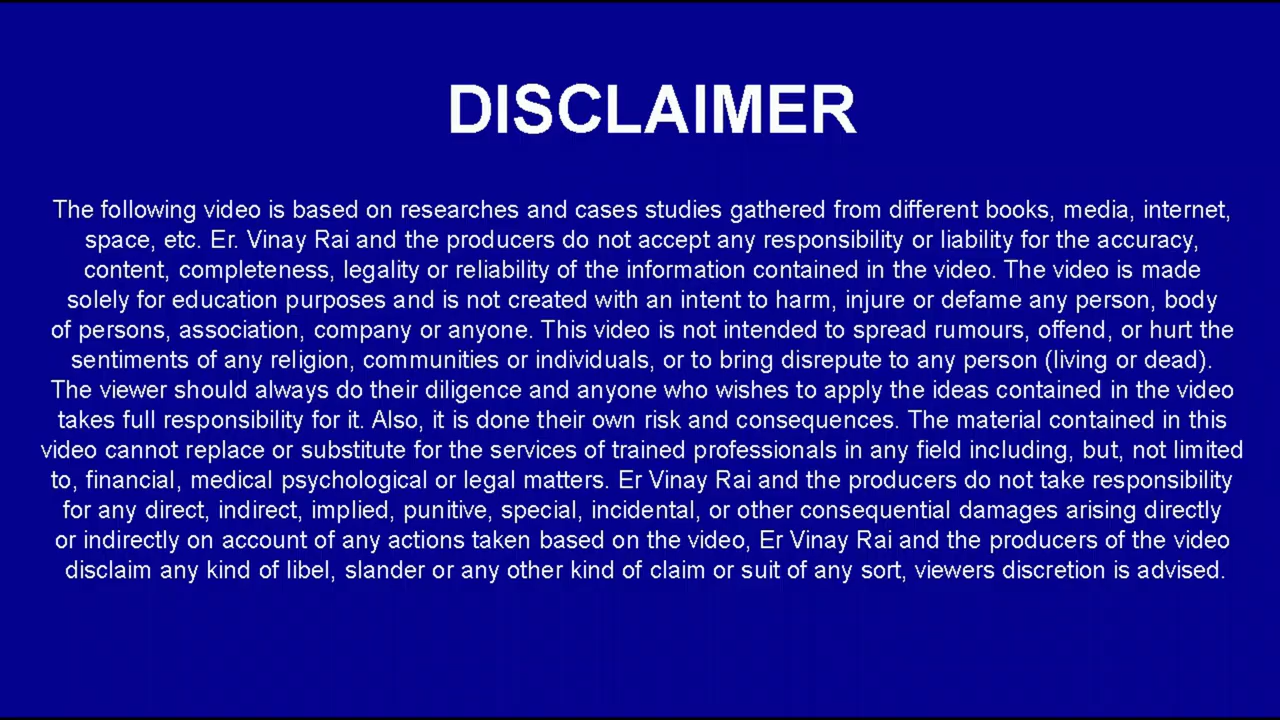 DISCLAIMER
The following video is based on researches and cases studies gathered from different books, media, internet,
space, etc. Er. Vinay Rai and the producers do not accept any responsibility or liability for the accuracy,
content, completeness, legality or reliability of the information contained in the video. The video is made
solely for education purposes and is not created with an intent to harm, injure or defame any person, body
of persons, association, company or anyone. This video is not intended to spread rumours, offend, or hurt the
sentiments of any religion, communities or individuals, or to bring disrepute to any person (living or dead).
The viewer should always do their diligence and anyone who wishes to apply the ideas contained in the video
takes full responsibility for it. Also, it is done their own risk and consequences. The material contained in this
video cannot replace or substitute for the services of trained professionals in any field including, but, not limited
to, financial, medical psychological or legal matters. Er Vinay Rai and the producers do not take responsibility
for any direct, indirect, implied, punitive, special, incidental, or other consequential damages arising directly
or indirectly on account of any actions taken based on the video, Er Vinay Rai and the producers of the video
disclaim any kind of libel, slander or any other kind of claim or suit of any sort, viewers discretion is advised.